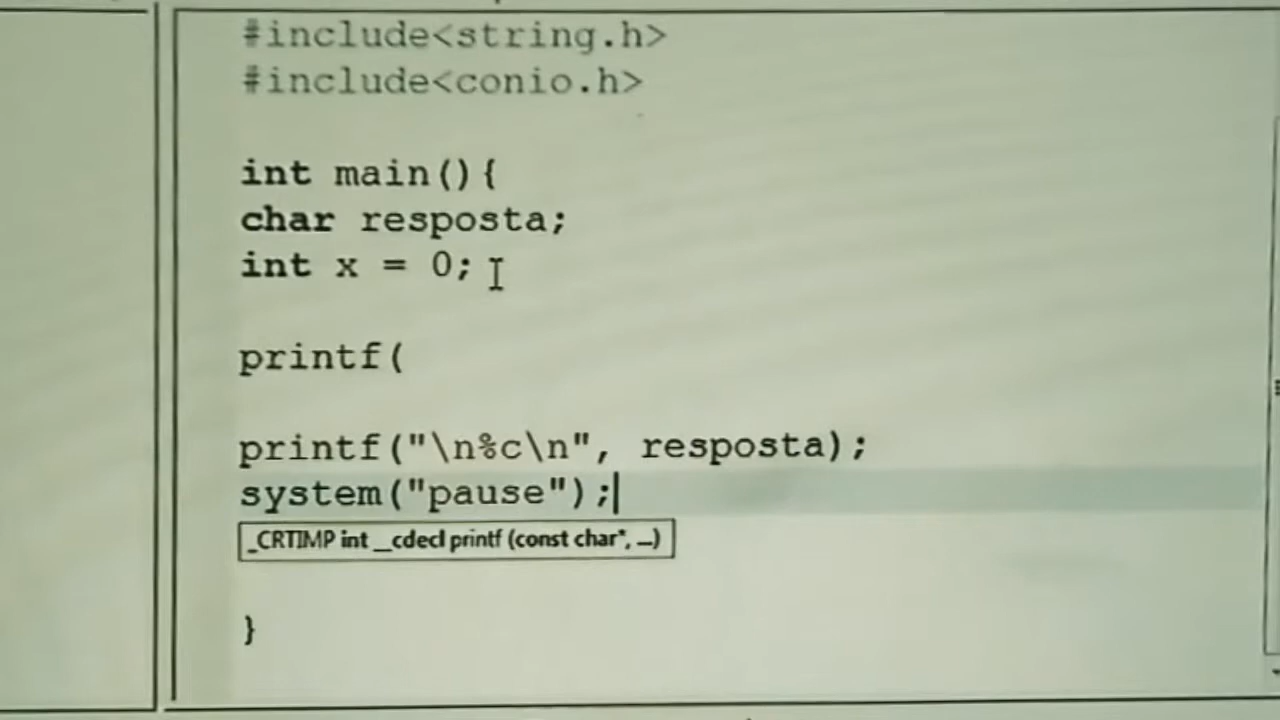 #include<string.h>
#include<conio.h>
int main(){
char resposta;
int x = 0;
printf(
printf("\n%c\n", resposta);
system("pause");
_CRTIMP int __cdecl printf (const char*, ...)
}